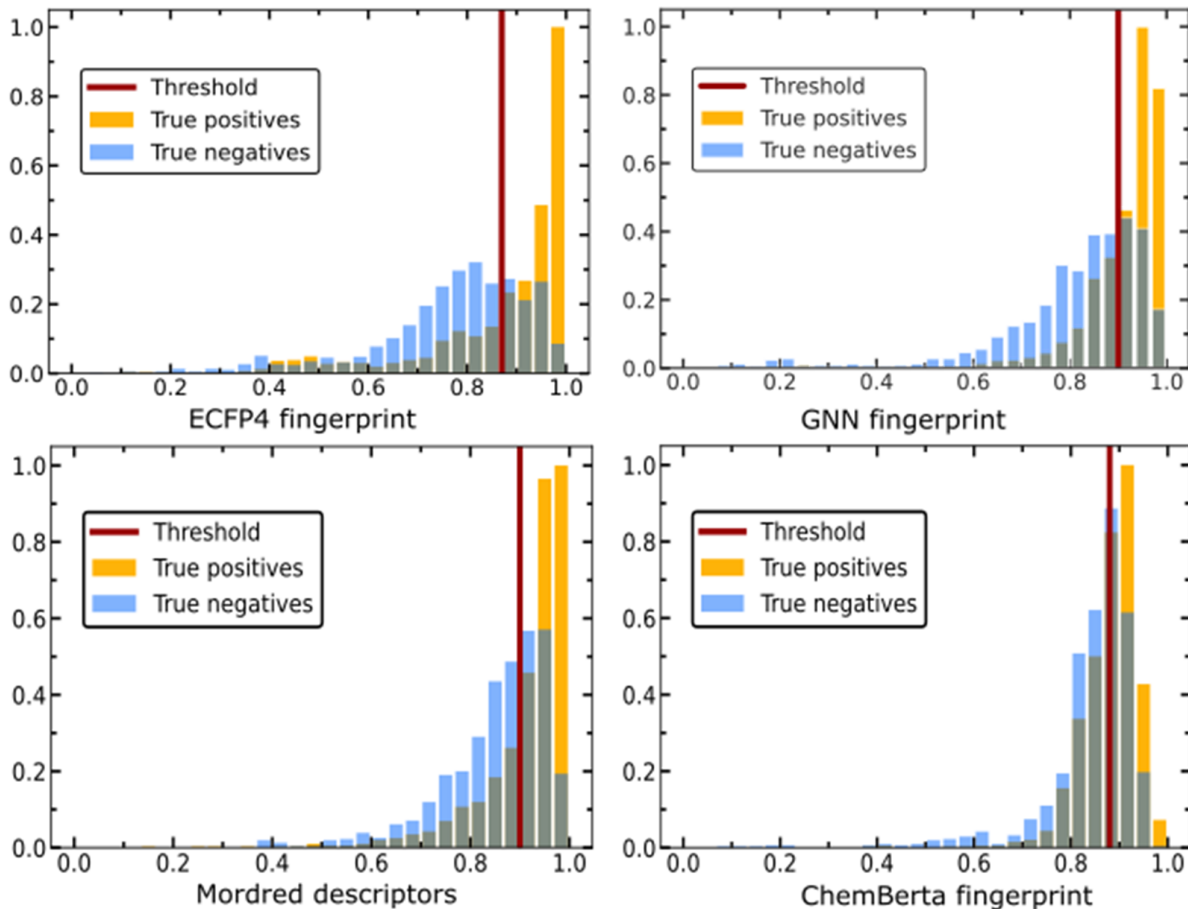 1.0
0.8
0.6
0.4
0.2
0.0
Threshold
True positives
True negatives
0.0 0.2 0.4 0.6 0.8 1.0
ECFP4 fingerprint
1.0
0.8
0.6
0.4
0.2
0.0
Threshold
True positives
True negatives
0.0 0.2 0.4 0.6 0.8 1.0
GNN fingerprint
1.0
0.8
0.6
0.4
0.2
0.0
Threshold
True positives
True negatives
0.0 0.2 0.4 0.6 0.8 1.0
Mordred descriptors
1.0
0.8
0.6
0.4
0.2
0.0
Threshold
True positives
True negatives
0.0 0.2 0.4 0.6 0.8 1.0
ChemBerta fingerprint